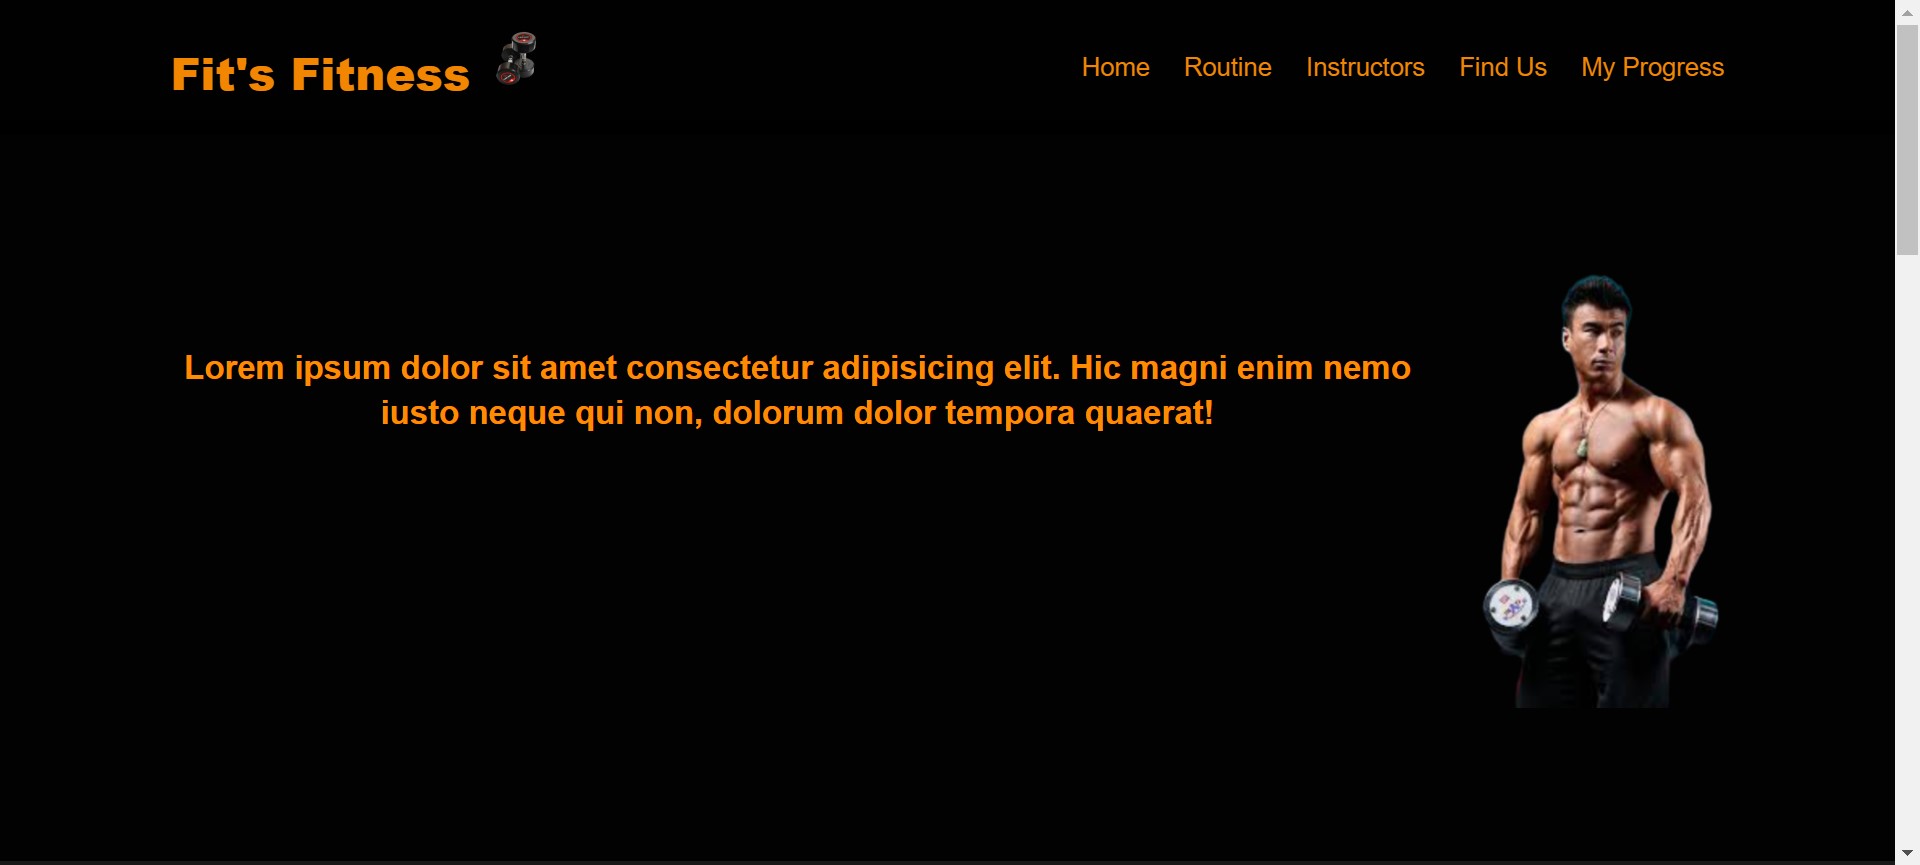 Fit's Fitness
Home Routine Instructors Find Us My Progress
Lorem ipsum dolor sit amet consectetur adipisicing elit. Hic magni enim nemo
iusto neque qui non, dolorum dolor tempora quaerat!